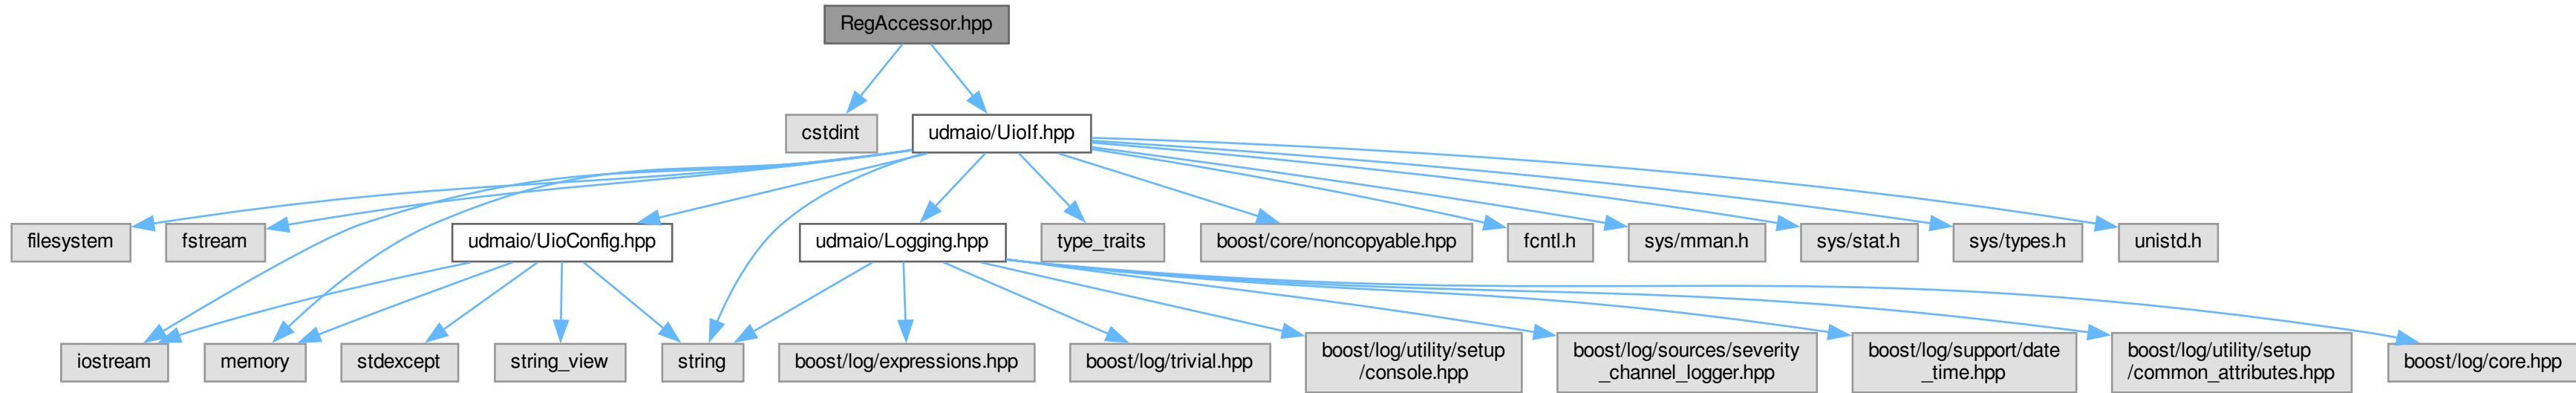 RegAccessor.hpp
cstdint
udmaio/UioIf.hpp
filesystem
fstream
udmaio/UioConfig.hpp
udmaio/Logging.hpp
type_traits
boost/core/noncopyable.hpp
fcntl.h
sys/mman.h
sys/stat.h
sys/types.h
unistd.h
iostream
memory
stdexcept
string_view
string
boost/log/expressions.hpp
boost/log/trivial.hpp
boost/log/utility/setup
/console.hpp
boost/log/sources/severity
_channel_logger.hpp
boost/log/support/date
_time.hpp
boost/log/utility/setup
/common_attributes.hpp
boost/log/core.hpp